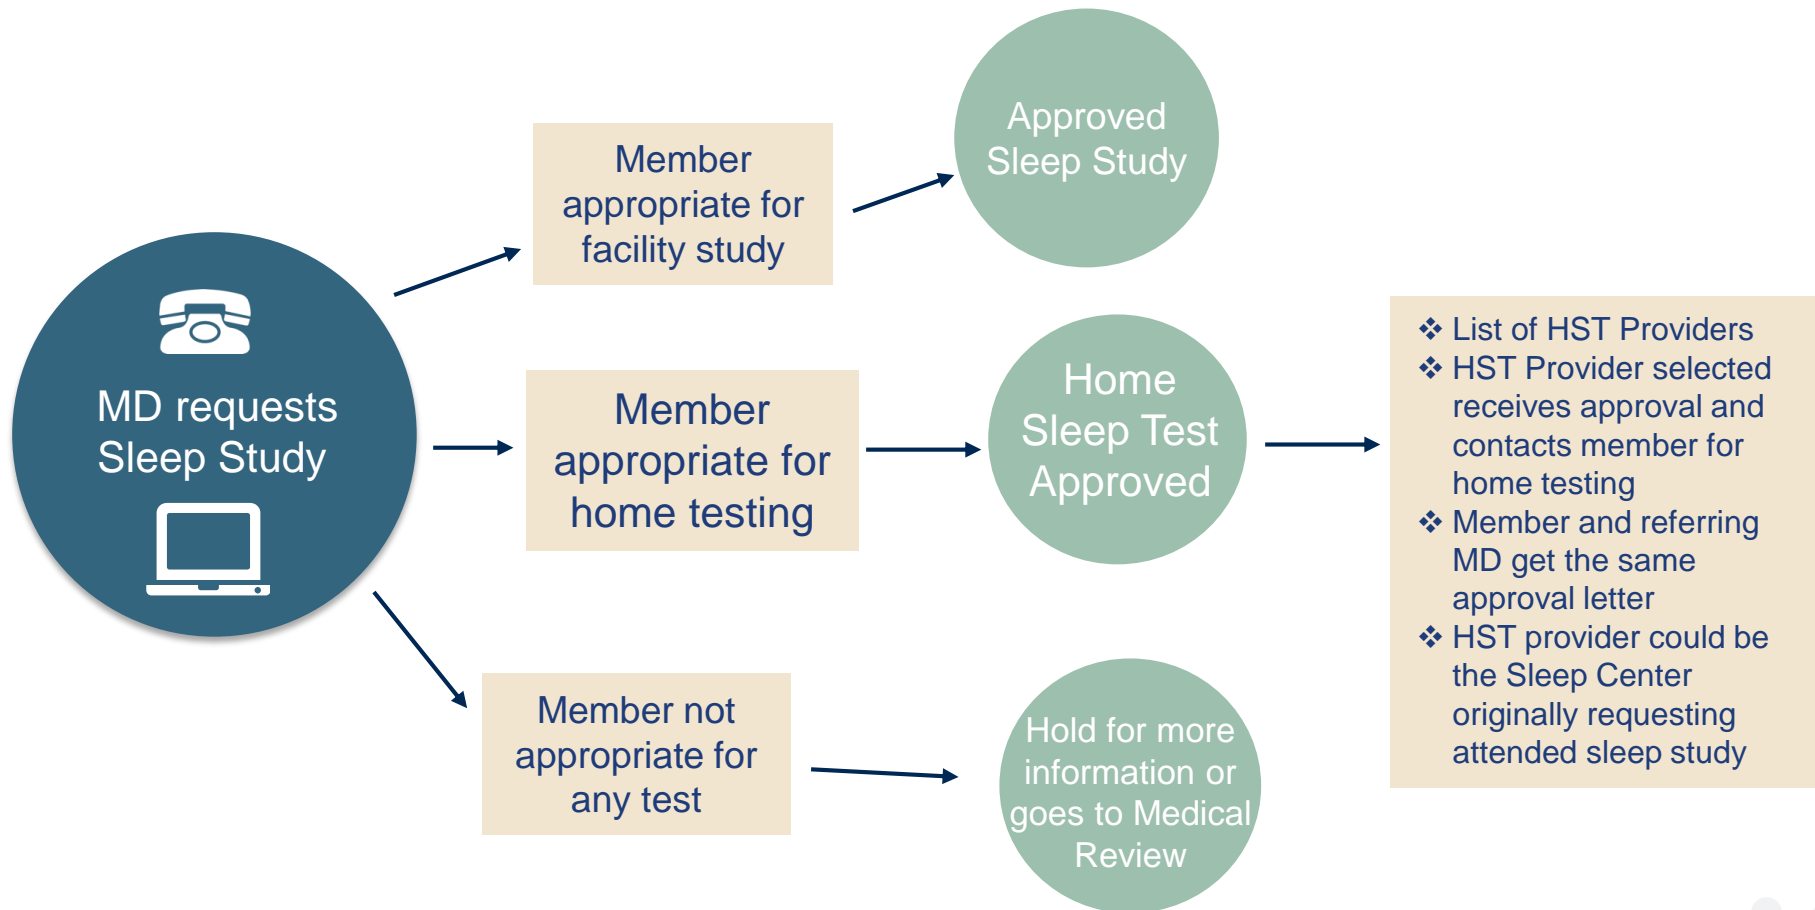 MD requests
Sleep Study
Member
appropriate for
facility study
Approved
Sleep Study
Member
appropriate for
home testing
Home
Sleep Test
Approved
❖ List of HST Providers
❖ HST Provider selected
receives approval and
contacts member for
home testing
❖ Member and referring
MD get the same
approval letter
❖ HST provider could be
the Sleep Center
originally requesting
attended sleep study
Member not
appropriate for
any test
Hold for more
information or
goes to Medical
Review